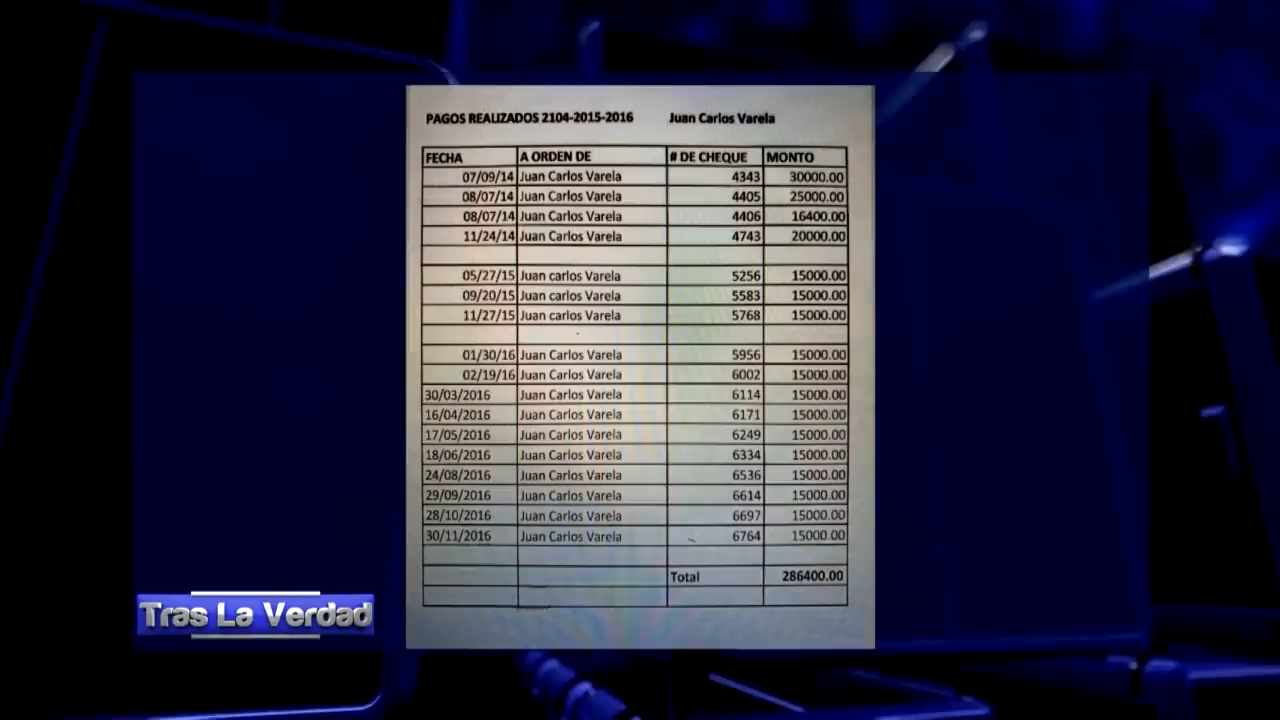 PAGOS REALIZADOS 2104-2015-2016 Juan Carlos Varela
FECHA A ORDEN DE # DE CHEQUE MONTO
07/09/14 Juan Carlos Varela 4343 30000.00
08/07/14 Juan Carlos Varela 4405 25000.00
08/07/14 Juan Carlos Varela 4406 16400.00
11/24/14 Juan Carlos Varela 4743 20000.00
05/27/15 Juan carlos Varela 5256 15000.00
09/20/15 Juan carlos Varela 5583 15000.00
11/27/15 Juan carlos Varela 5768 15000.00
01/30/16 Juan Carlos Varela 5956 15000.00
02/19/16 Juan Carlos Varela 6002 15000.00
30/03/2016 Juan Carlos Varela 6114 15000.00
16/04/2016 Juan Carlos Varela 6171 15000.00
17/05/2016 Juan Carlos Varela 6249 15000.00
18/06/2016 Juan Carlos Varela 6334 15000.00
24/08/2016 Juan Carlos Varela 6536 15000.00
29/09/2016 Juan Carlos Varela 6614 15000.00
28/10/2016 Juan Carlos Varela 6697 15000.00
30/11/2016 Juan Carlos Varela 6764 15000.00
Total 286400.00
Tras La Verdad